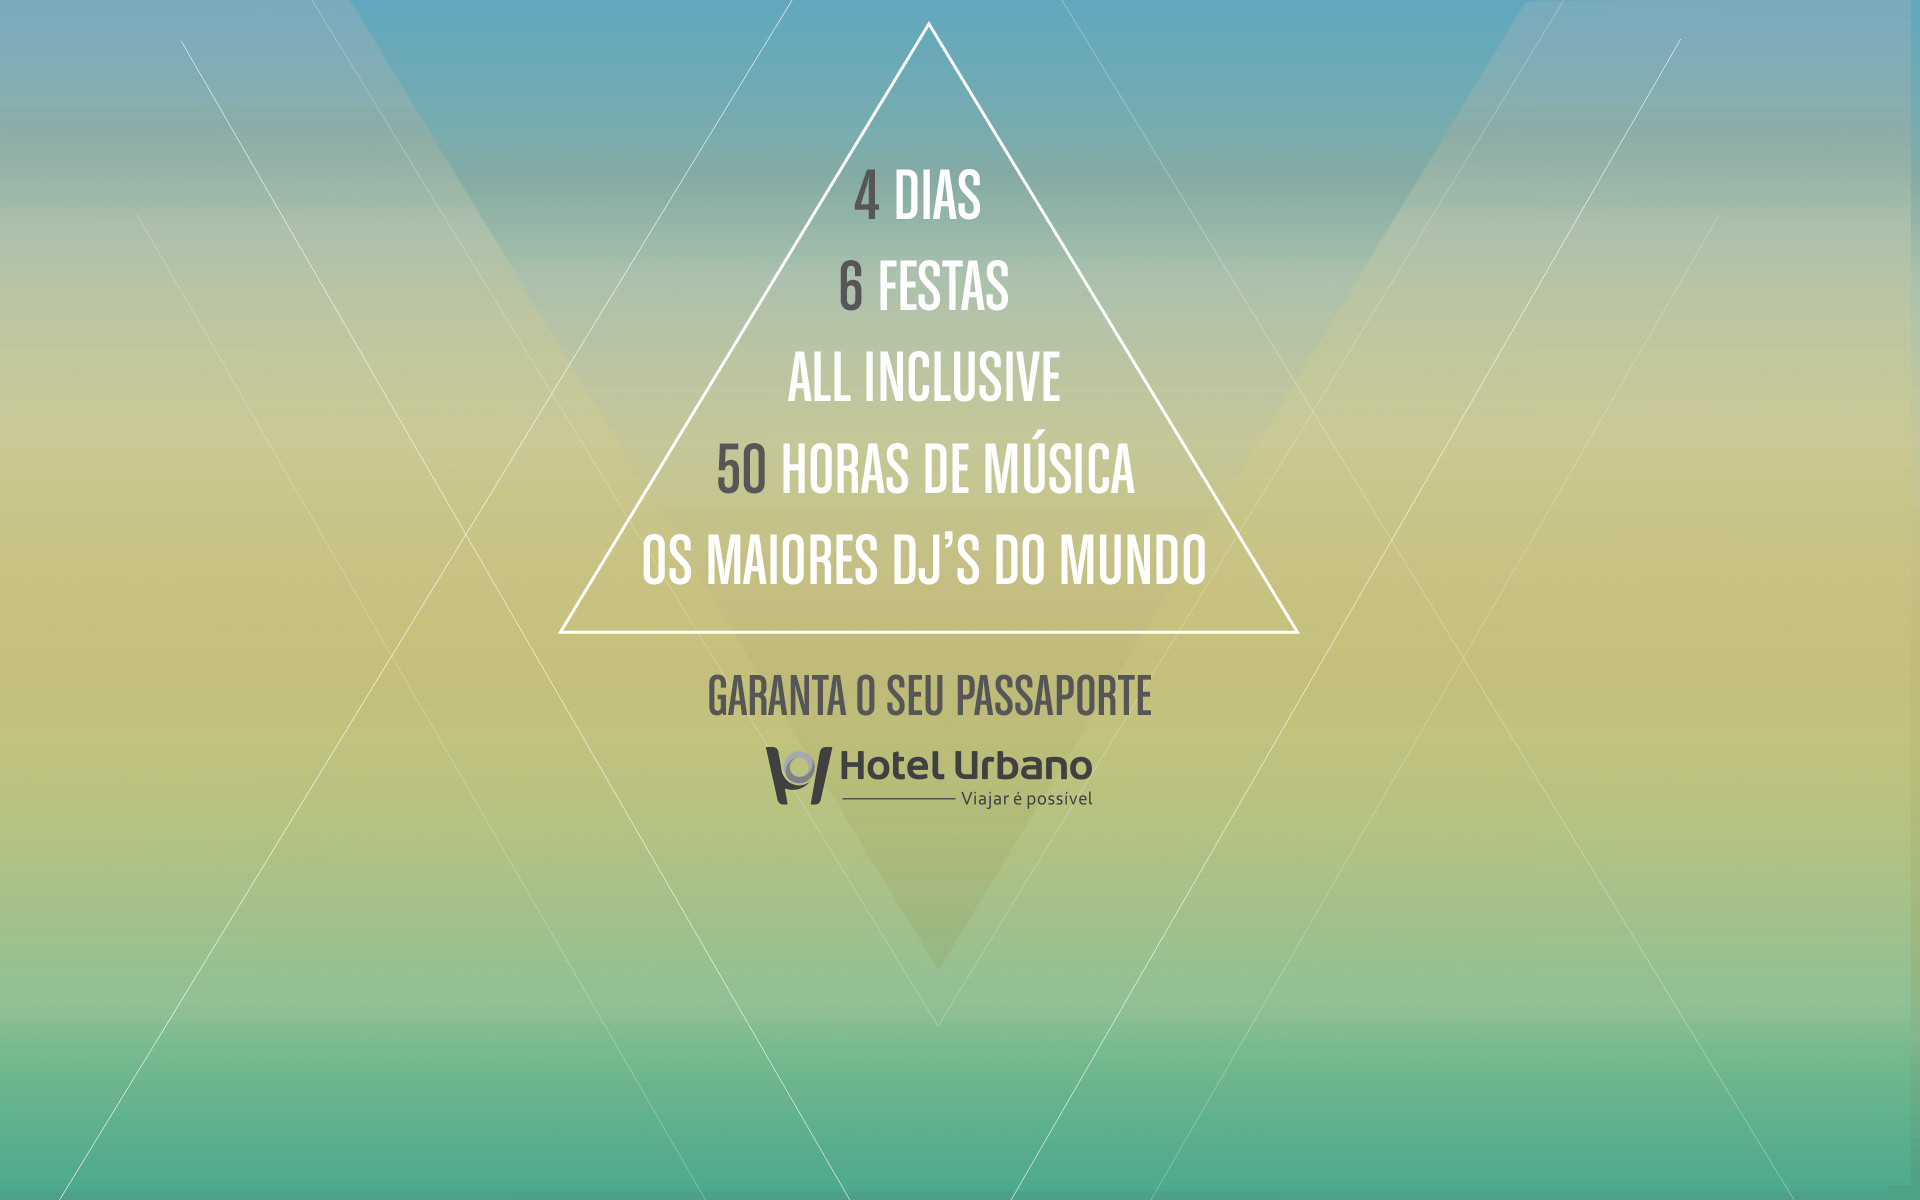 4 DIAS
6 FESTAS
ALL INCLUSIVE
50 HORAS DE MÚSICA
OS MAIORES DJ’S DO MUNDO
GARANTA O SEU PASSAPORTE
Hotel Urbano
Viajar é possível